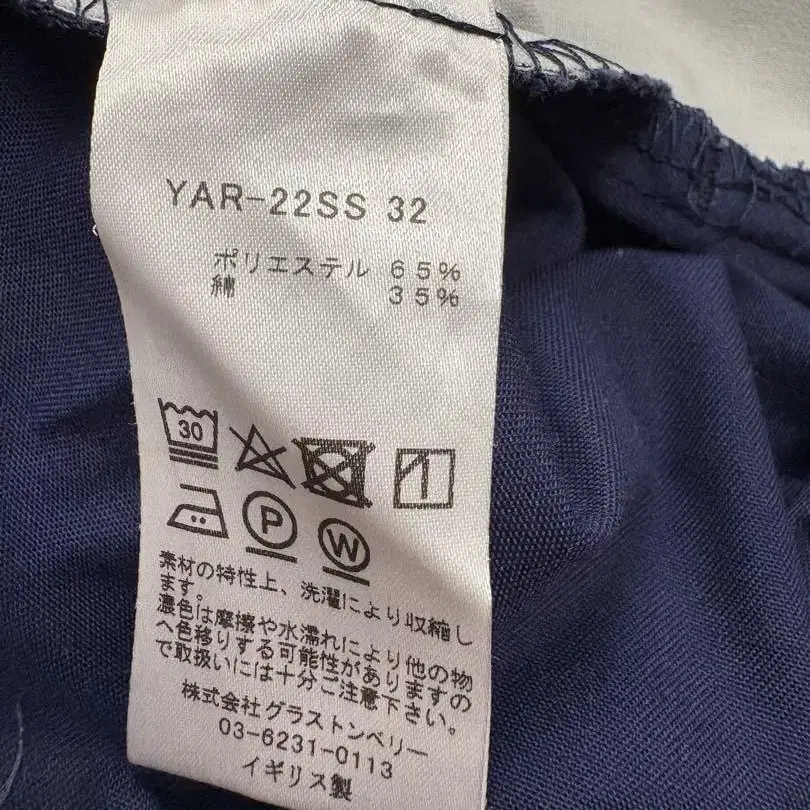 YAR-22SS 32
ポリエステル 65%
綿 35%
30
P W
素材の特性上、洗濯により収縮し
ます。
濃色は摩擦や水濡れにより他の物
へ色移りする可能性がありますの
で取扱いには十分ご注意下さい。
株式会社グラストンベリー
03-6231-0113
イギリス製